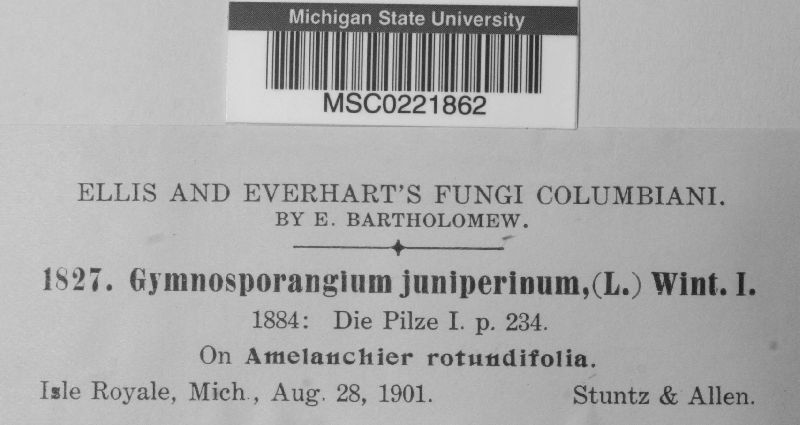 Michigan State University
MSC0221862
ELLIS AND EVERHART'S FUNGI COLUMBIANI.
BY E. BARTHOLOMEW.
1827. Gymnosporangium juniperinum,(L.) Wint. I.
1884: Die Pilze I. p. 234.
On Amelanchier rotundifolia.
Isle Royale, Mich., Aug. 28, 1901. Stuntz & Allen.